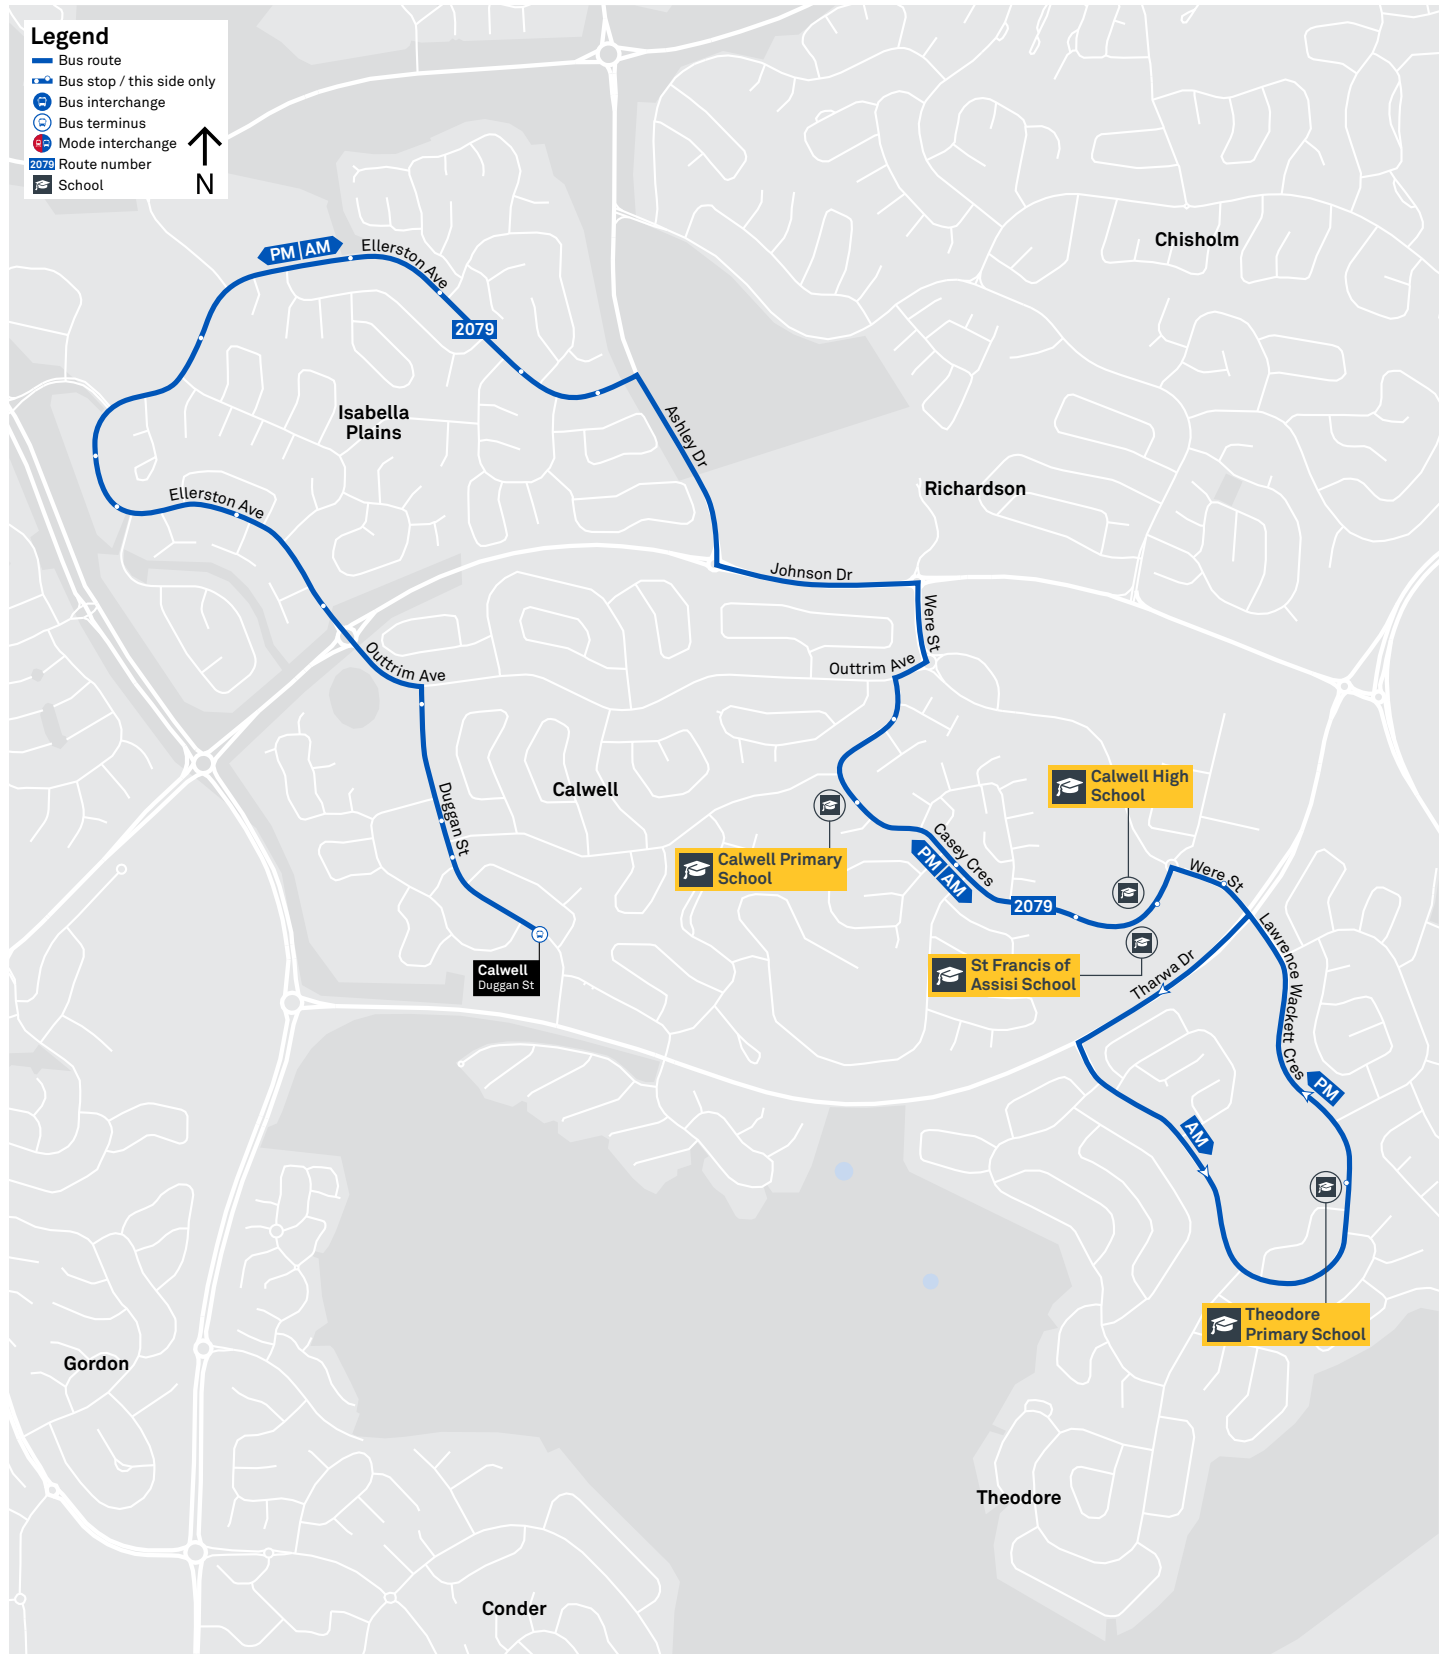 Legend
Bus route
Bus stop / this side only
Bus interchange
Bus terminus
Mode interchange
2079 Route number
School
N
Chisholm
PM AM
Ellerston Ave
2079
Isabella
Plains
Ashley Dr
Richardson
Ellerston Ave
Johnson Dr
Were St
Outtrim Ave
Outtrim Ave
Calwell
Duggan St
Calwell High
School
Casey Cres
PM AM
Calwell Primary
School
Were St
2079
Lawrence Wackett Cres
St Francis of
Assisi School
Tharwa Dr
Calwell
Duggan St
PM
AM
Theodore
Primary School
Gordon
Theodore
Conder